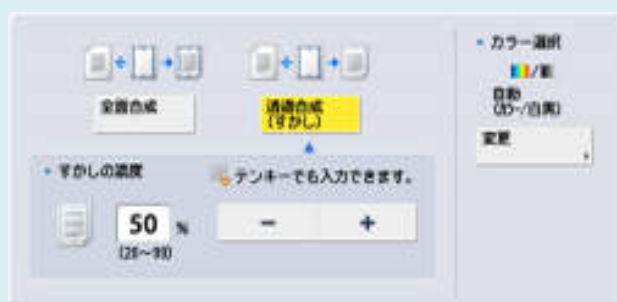 全面合成
透過合成
(すかし)
すかしの濃度
テンキーでも入力できます。
50 %
(20～99)
－ ＋
カラー選択
/黒
自動
(カラー/白黒)
変更